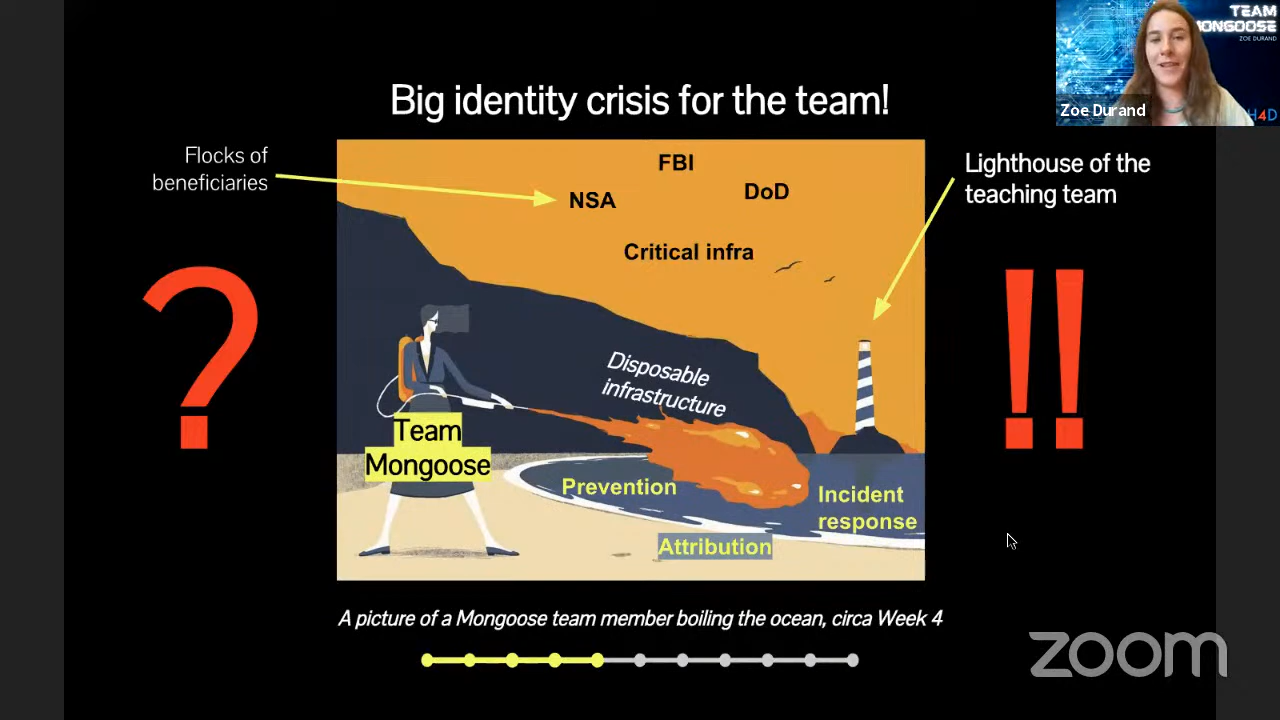 TEAM
MONGOOSE
ZOE DURAND
Zoe Durand
H4D
Big identity crisis for the team!
Flocks of
beneficiaries
FBI
NSA
DoD
Critical infra
Lighthouse of the
teaching team
?
!!
Disposable
infrastructure
Team
Mongoose
Prevention
Incident
response
Attribution
A picture of a Mongoose team member boiling the ocean, circa Week 4
zoom